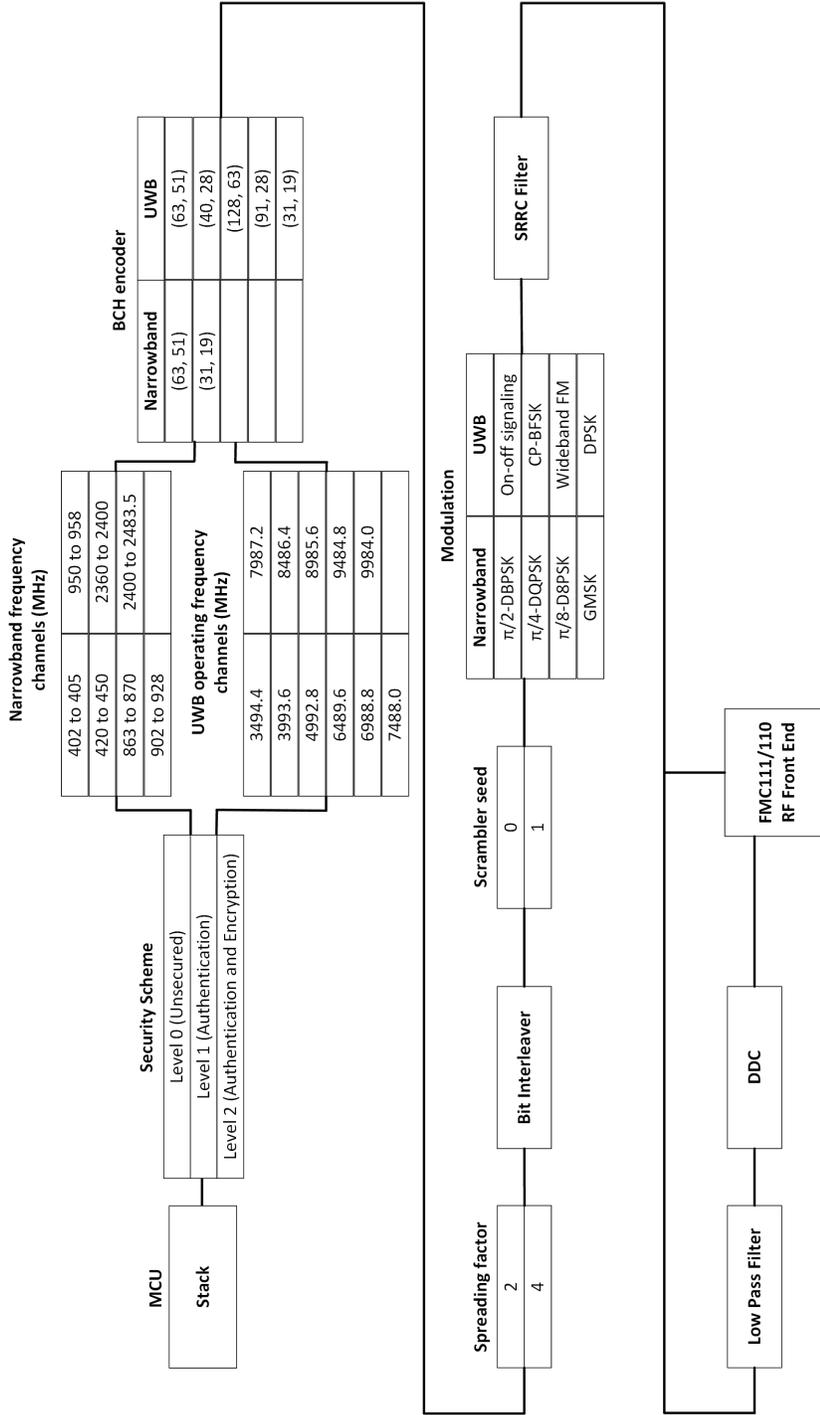 MCU
Stack
Security Scheme
Level 0 (Unsecured)
Level 1 (Authentication)
Level 2 (Authentication and Encryption)
Narrowband frequency
channels (MHz)
402 to 405 950 to 958
420 to 450 2360 to 2400
863 to 870 2400 to 2483.5
902 to 928
UWB operating frequency
channels (MHz)
3494.4 7987.2
3993.6 8486.4
4992.8 8985.6
6489.6 9484.8
6988.8 9984.0
7488.0
BCH encoder
Narrowband UWB
(63, 51) (63, 51)
(31, 19) (40, 28)
(128, 63)
(91, 28)
(31, 19)
Spreading factor
2
4
Bit Interleaver
Scrambler seed
0
1
Modulation
Narrowband UWB
π/2-DBPSK On-off signaling
π/4-DQPSK CP-BFSK
π/8-D8PSK Wideband FM
GMSK DPSK
SRRC Filter
Low Pass Filter
DDC
FMC111/110
RF Front End